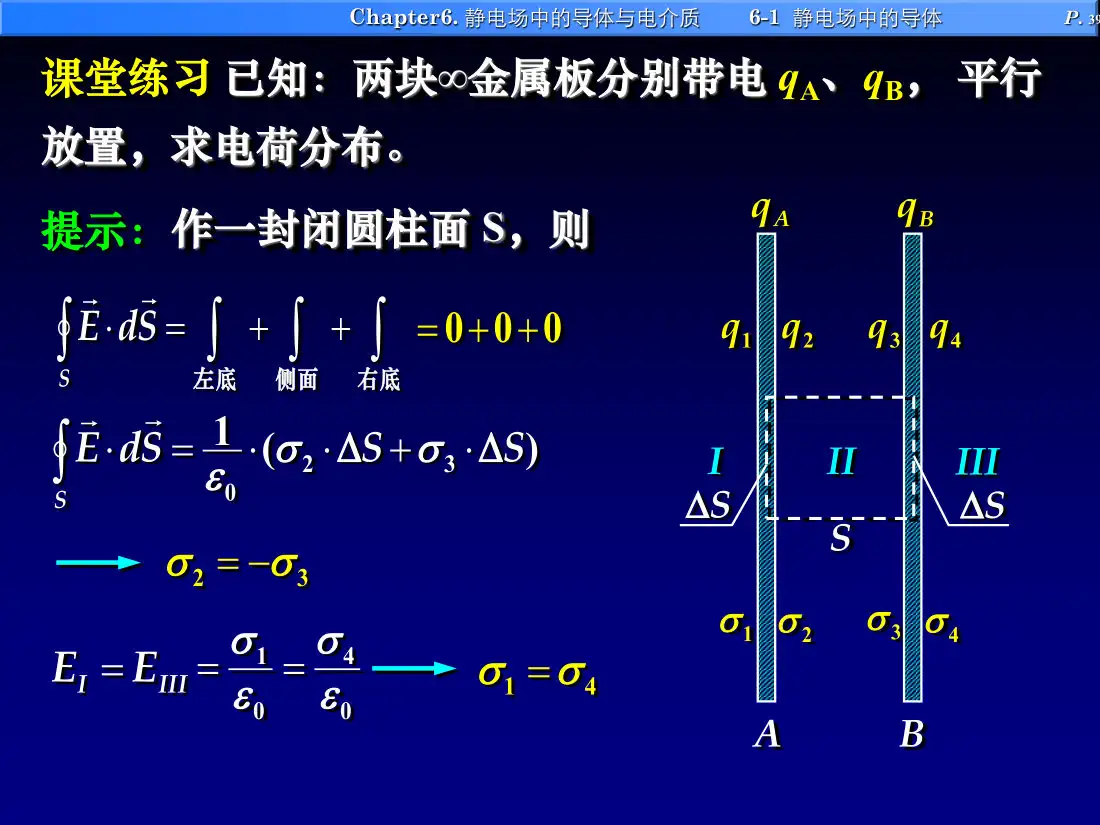 Chapter6. 静电场中的导体与电介质 6-1 静电场中的导体 P. 39
课堂练习 已知：两块∞金属板分别带电 qA、qB， 平行
放置，求电荷分布。
提示：作一封闭圆柱面 S，则
∮S E⃗ · dS⃗ = ∫左底 + ∫侧面 + ∫右底 = 0 + 0 + 0
∮S E⃗ · dS⃗ = 1/ε0 · (σ2 · ΔS + σ3 · ΔS)
σ2 = −σ3
EI = EIII = σ1/ε0 = σ4/ε0
σ1 = σ4
qA qB
q1 q2 q3 q4
I II III
ΔS ΔS
S
σ1 σ2 σ3 σ4
A B